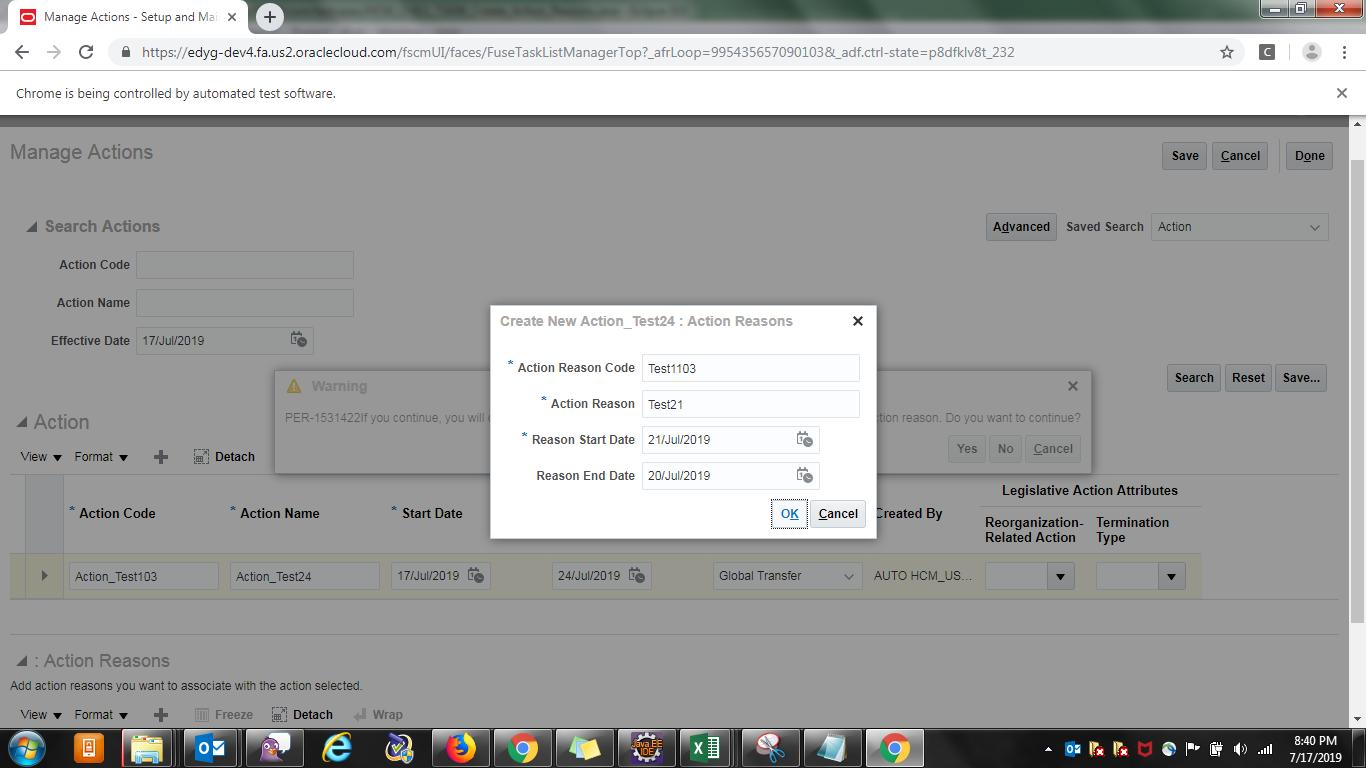 Manage Actions - Setup and Mai
https://edyg-dev4.fa.us2.oraclecloud.com/fscmUI/faces/FuseTaskListManagerTop?_afrLoop=995435657090103&_adf.ctrl-state=p8dfklv8t_232
C
Chrome is being controlled by automated test software.
Manage Actions
Save Cancel Done
Search Actions
Advanced Saved Search Action
Action Code
Action Name
Effective Date 17/Jul/2019
Create New Action_Test24 : Action Reasons
* Action Reason Code Test1103
* Action Reason Test21
* Reason Start Date 21/Jul/2019
Reason End Date 20/Jul/2019
OK Cancel
Warning
PER-1531422If you continue, you will ction reason. Do you want to continue?
Yes No Cancel
Search Reset Save...
Action
View Format Detach
Legislative Action Attributes
* Action Code * Action Name * Start Date Created By
Reorganization-Related Action Termination Type
Action_Test103 Action_Test24 17/Jul/2019 24/Jul/2019 Global Transfer AUTO HCM_US...
: Action Reasons
Add action reasons you want to associate with the action selected.
View Format Freeze Detach Wrap
Java EE
IDE
8:40 PM
7/17/2019